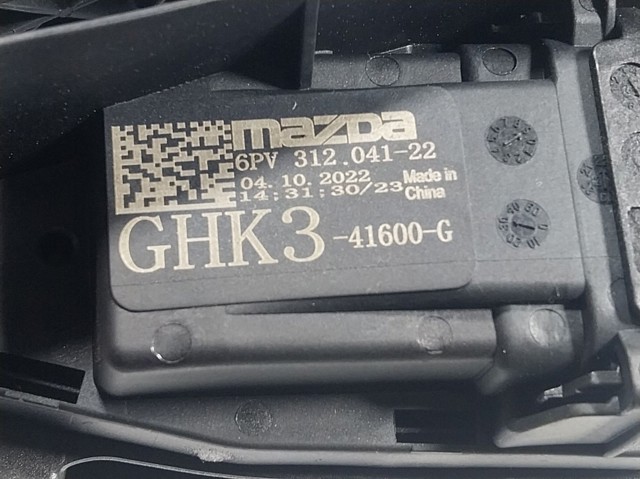 mazda
6PV 312.041-22
04.10.2022 Made in
14:31:30/23 China
GHK3 -41600-G